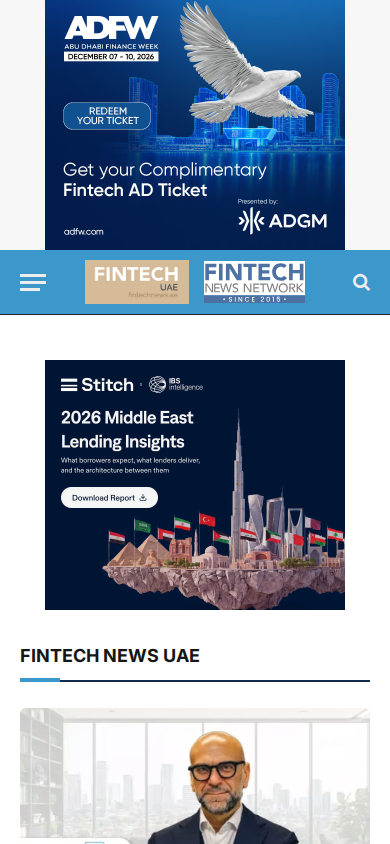 ADFW
ABU DHABI FINANCE WEEK
DECEMBER 07 - 10, 2026
REDEEM
YOUR TICKET
Get your Complimentary
Fintech AD Ticket
Presented by:
ADGM
adfw.com
FINTECH
UAE
fintechnews.ae
FINTECH
NEWS NETWORK
• SINCE 2015 •
Stitch
IBS
intelligence
2026 Middle East
Lending Insights
What borrowers expect, what lenders deliver,
and the architecture between them
Download Report
FINTECH NEWS UAE